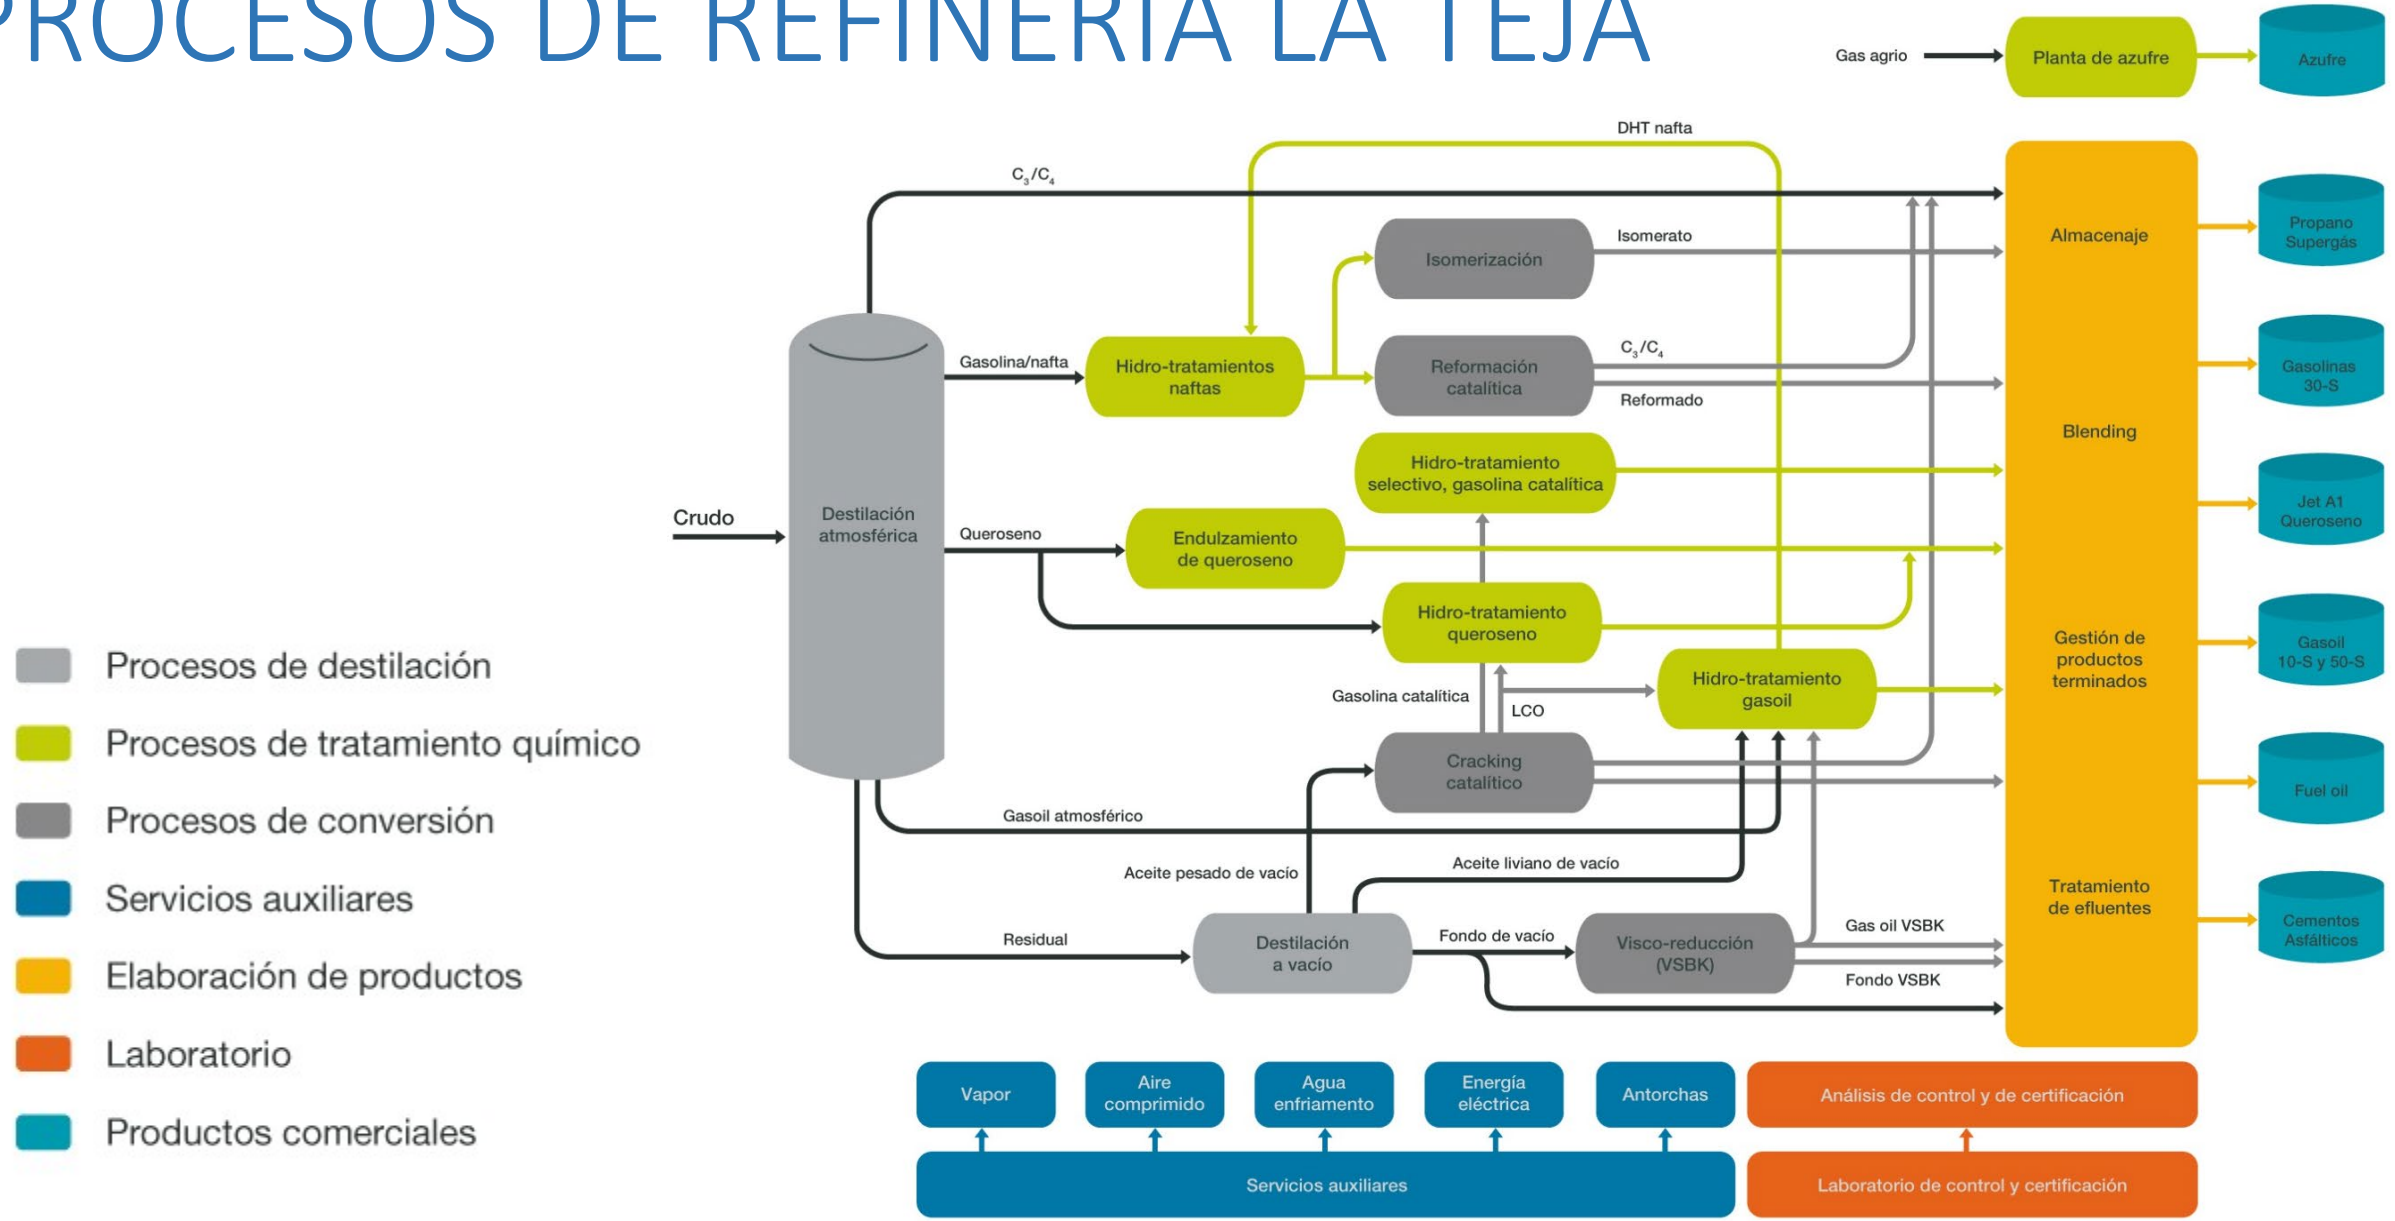 PROCESOS DE REFINERÍA LA TEJA
Gas agrio
Planta de azufre
Azufre
DHT nafta
C₃/C₄
Isomerización
Isomerato
Almacenaje
Propano
Supergás
Gasolina/nafta
Hidro-tratamientos
naftas
Reformación
catalítica
C₃/C₄
Reformado
Gasolinas
30-S
Blending
Hidro-tratamiento
selectivo, gasolina catalítica
Crudo
Destilación
atmosférica
Queroseno
Endulzamiento
de queroseno
Jet A1
Queroseno
Hidro-tratamiento
queroseno
Gasolina catalítica
LCO
Hidro-tratamiento
gasoil
Gestión de
productos
terminados
Gasoil
10-S y 50-S
Cracking
catalítico
Fuel oil
Gasoil atmosférico
Aceite pesado de vacío
Aceite liviano de vacío
Tratamiento
de efluentes
Residual
Destilación
a vacío
Fondo de vacío
Visco-reducción
(VSBK)
Gas oil VSBK
Fondo VSBK
Cementos
Asfálticos
Procesos de destilación
Procesos de tratamiento químico
Procesos de conversión
Servicios auxiliares
Elaboración de productos
Laboratorio
Productos comerciales
Vapor
Aire
comprimido
Agua
enfriamento
Energía
eléctrica
Antorchas
Análisis de control y de certificación
Servicios auxiliares
Laboratorio de control y certificación